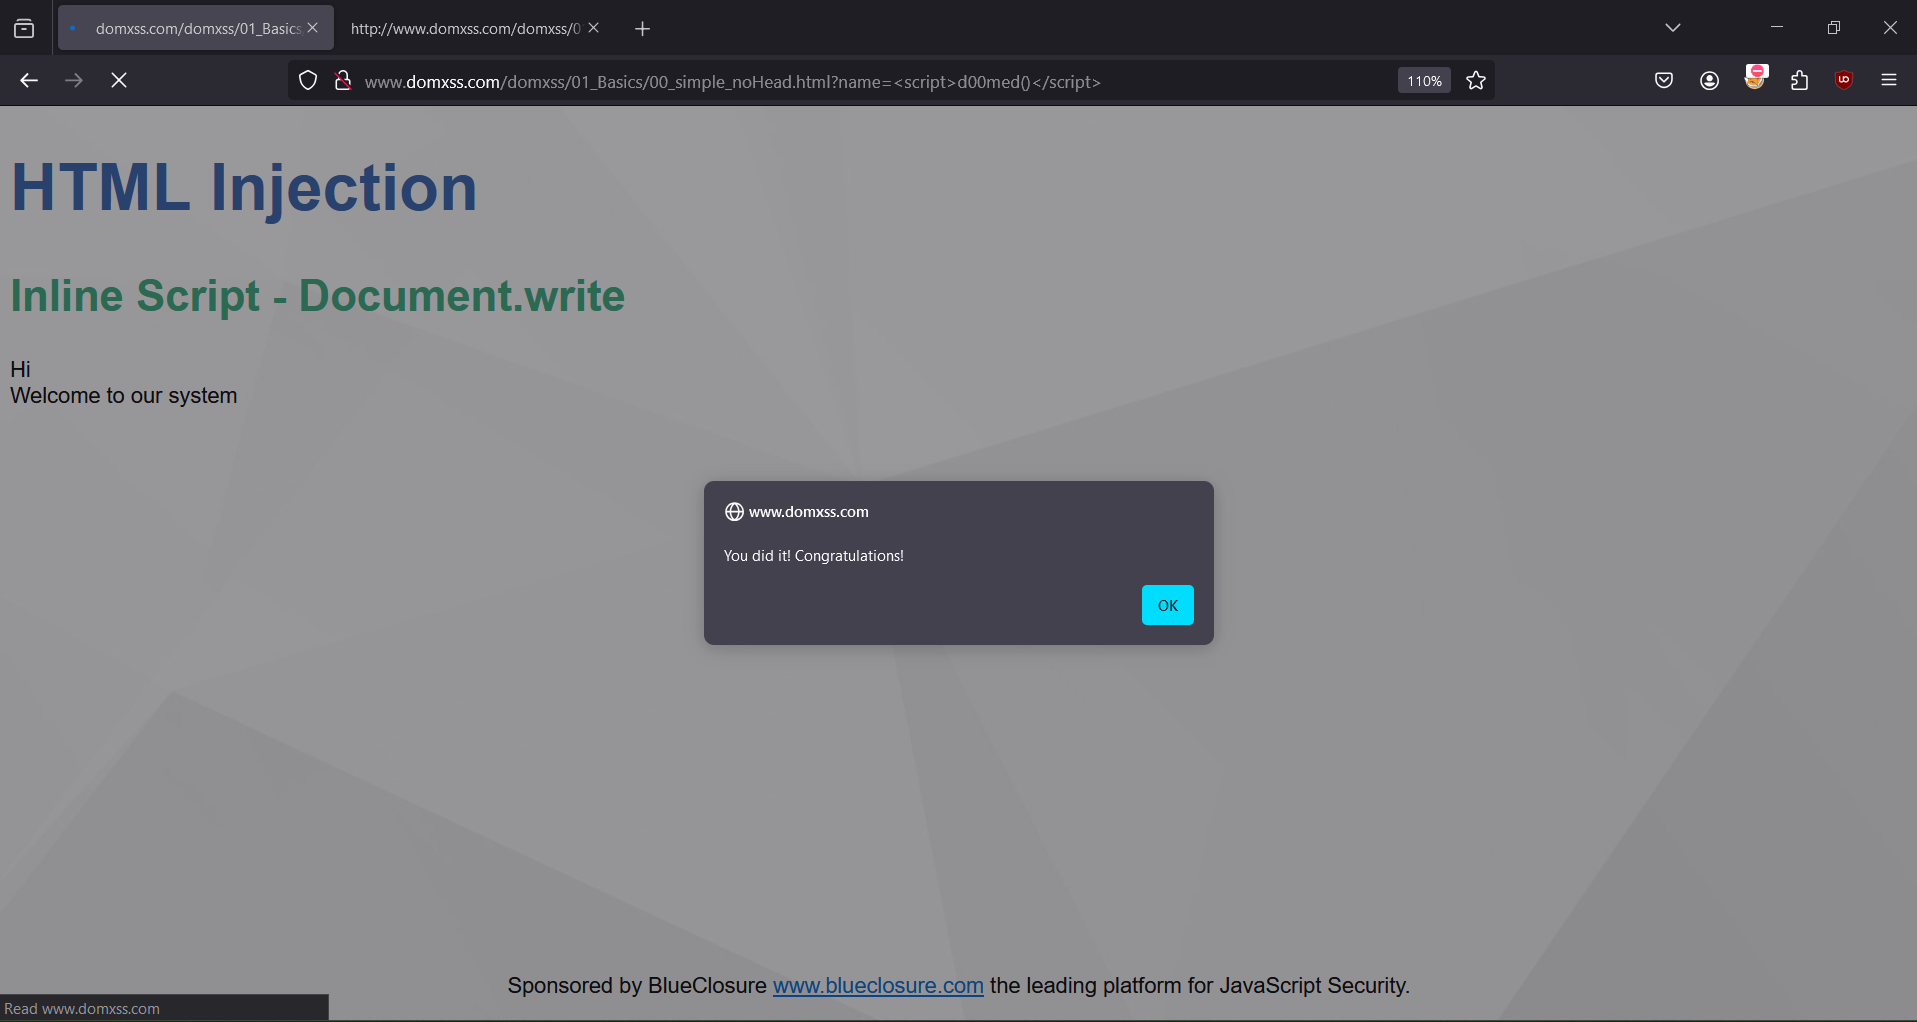 domxss.com/domxss/01_Basics
http://www.domxss.com/domxss/0
www.domxss.com/domxss/01_Basics/00_simple_noHead.html?name=<script>d00med()</script>
110%
HTML Injection
Inline Script - Document.write
Hi
Welcome to our system
www.domxss.com
You did it! Congratulations!
OK
Sponsored by BlueClosure www.blueclosure.com the leading platform for JavaScript Security.
Read www.domxss.com